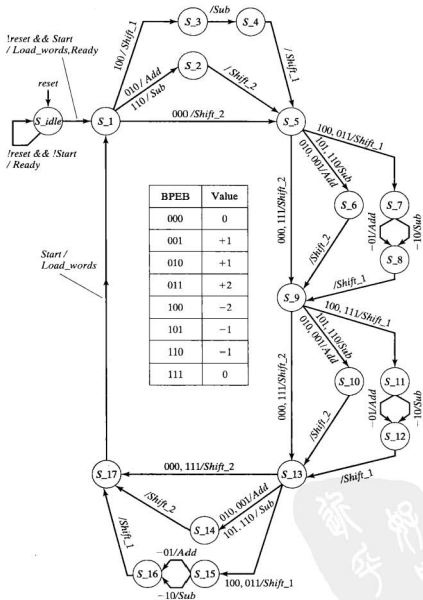 /Sub
S_3
S_4
!reset && Start
/ Load_words,Ready
100 / Shift_1
/ Shift_1
S_2
010 / Add
110 / Sub
/ Shift_2
reset
S_idle
S_1
000 / Shift_2
S_5
!reset && !Start
/ Ready
100, 011/Shift_1
101, 110/Sub
010, 001/Add
S_6
S_7
-01/Add
-10/Sub
S_8
000, 111/Shift_2
/Shift_2
/Shift_1
BPEB Value
000 0
001 +1
010 +1
011 +2
100 -2
101 -1
110 -1
111 0
S_9
100, 111/Shift_1
101, 110/Sub
010, 001/Add
S_10
S_11
-01/Add
-10/Sub
S_12
000, 111/Shift_2
/Shift_2
/Shift_1
Start /
Load_words
S_17
000, 111/Shift_2
S_13
/Shift_2
S_14
010, 001/Add
101, 110 / Sub
/Shift_1
-01/Add
S_16
S_15
-10/Sub
100, 011/Shift_1